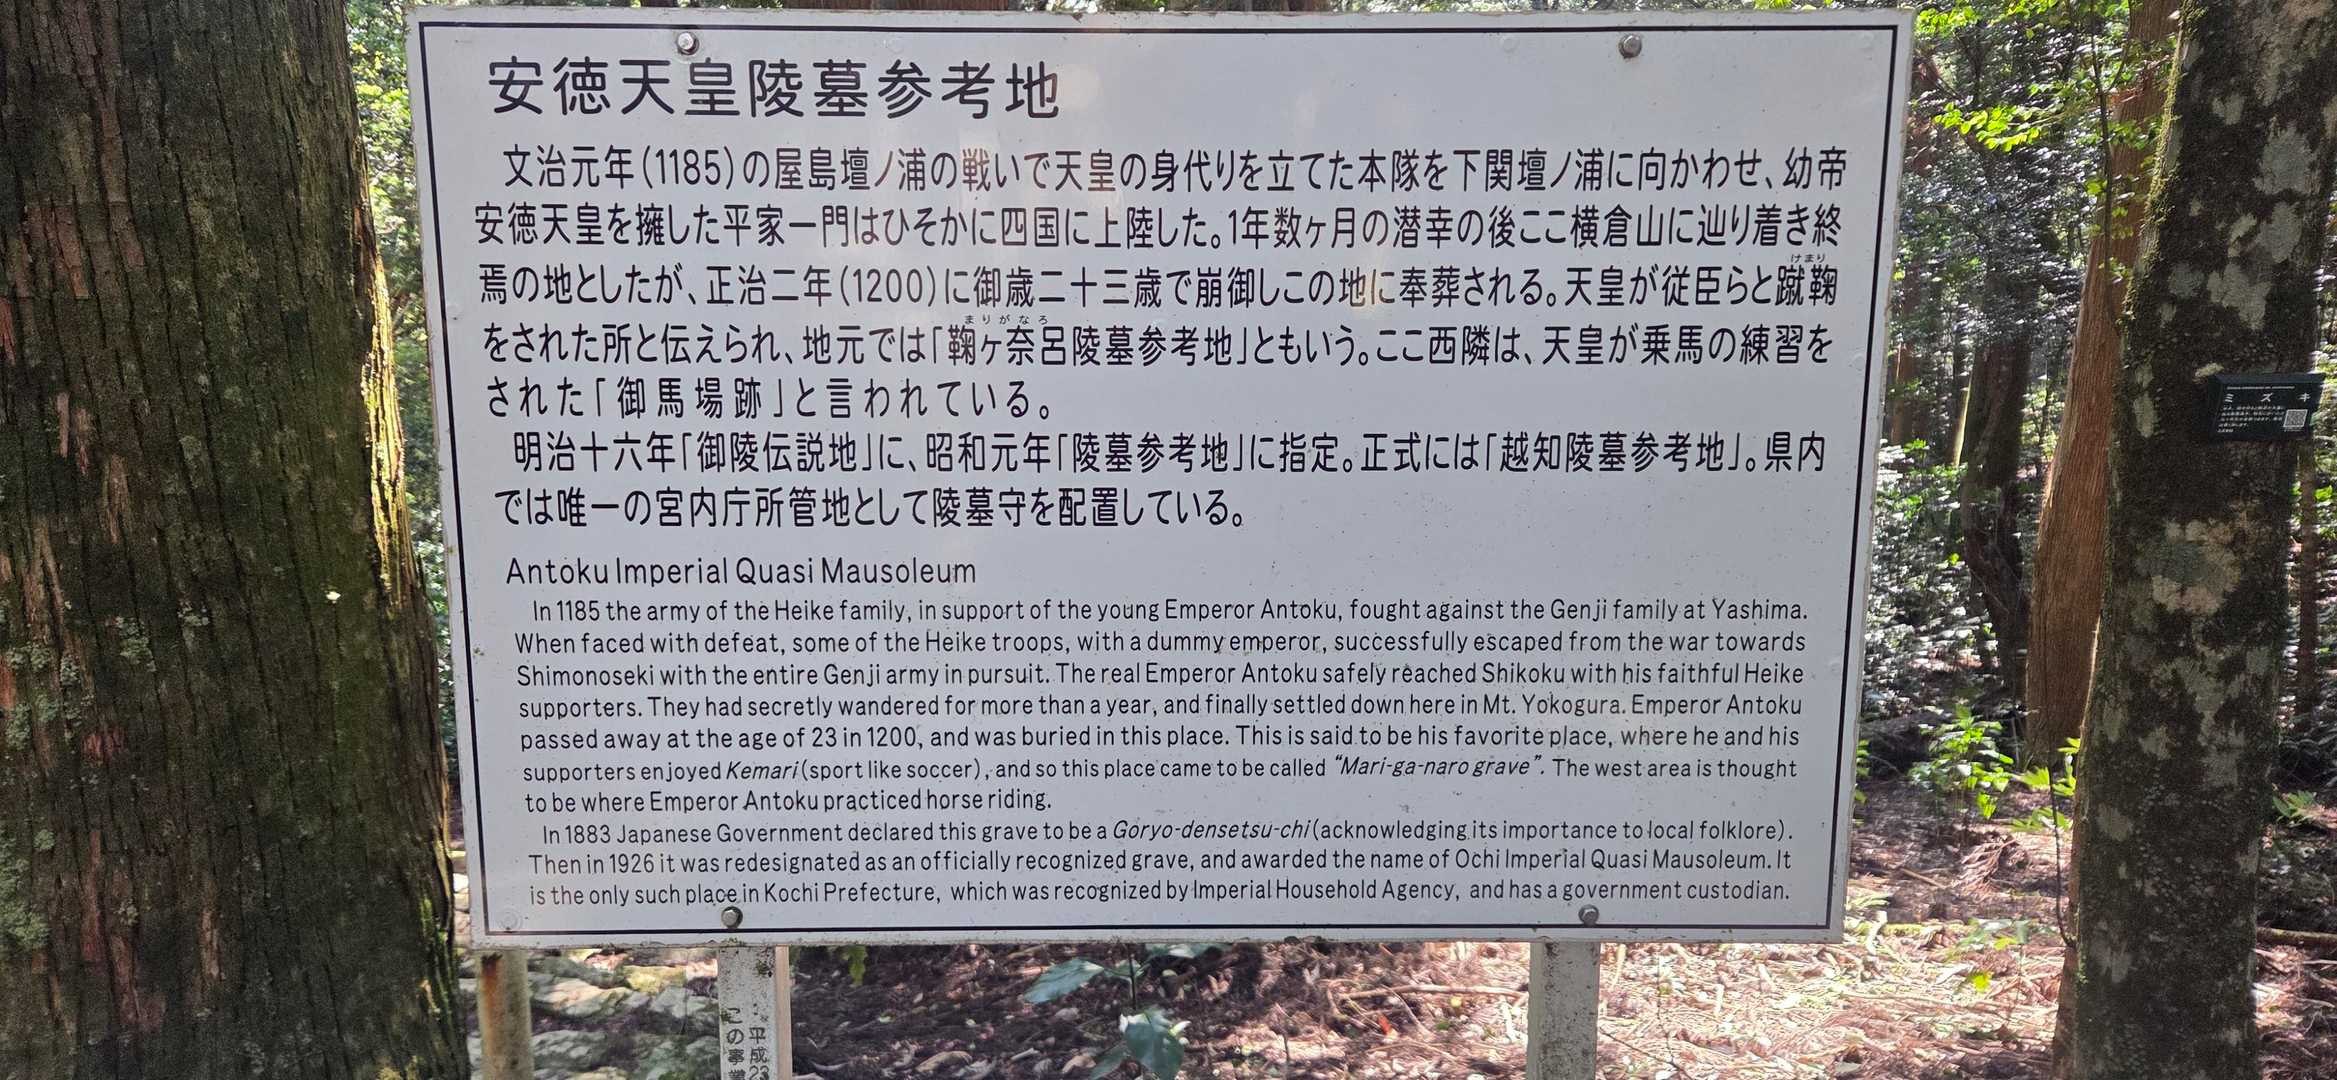 安徳天皇陵墓参考地
文治元年(1185)の屋島壇ノ浦の戦いで天皇の身代りを立てた本隊を下関壇ノ浦に向かわせ、幼帝
安徳天皇を擁した平家一門はひそかに四国に上陸した。1年数ヶ月の潜幸の後ここ横倉山に辿り着き終
けまり
焉の地としたが、正治二年(1200)に御歳二十三歳で崩御しこの地に奉葬される。天皇が従臣らと蹴鞠
まりがなろ
をされた所と伝えられ、地元では「鞠ヶ奈呂陵墓参考地」ともいう。ここ西隣は、天皇が乗馬の練習を
された「御馬場跡」と言われている。
明治十六年「御陵伝説地」に、昭和元年「陵墓参考地」に指定。正式には「越知陵墓参考地」。県内
では唯一の宮内庁所管地として陵墓守を配置している。
Antoku Imperial Quasi Mausoleum
In 1185 the army of the Heike family, in support of the young Emperor Antoku, fought against the Genji family at Yashima.
When faced with defeat, some of the Heike troops, with a dummy emperor, successfully escaped from the war towards
Shimonoseki with the entire Genji army in pursuit. The real Emperor Antoku safely reached Shikoku with his faithful Heike
supporters. They had secretly wandered for more than a year, and finally settled down here in Mt. Yokogura. Emperor Antoku
passed away at the age of 23 in 1200, and was buried in this place. This is said to be his favorite place, where he and his
supporters enjoyed Kemari(sport like soccer), and so this place came to be called "Mari-ga-naro grave". The west area is thought
to be where Emperor Antoku practiced horse riding.
In 1883 Japanese Government declared this grave to be a Goryo-densetsu-chi(acknowledging its importance to local folklore).
Then in 1926 it was redesignated as an officially recognized grave, and awarded the name of Ochi Imperial Quasi Mausoleum. It
is the only such place in Kochi Prefecture, which was recognized by Imperial Household Agency, and has a government custodian.
平成23
この事業
ミズキ